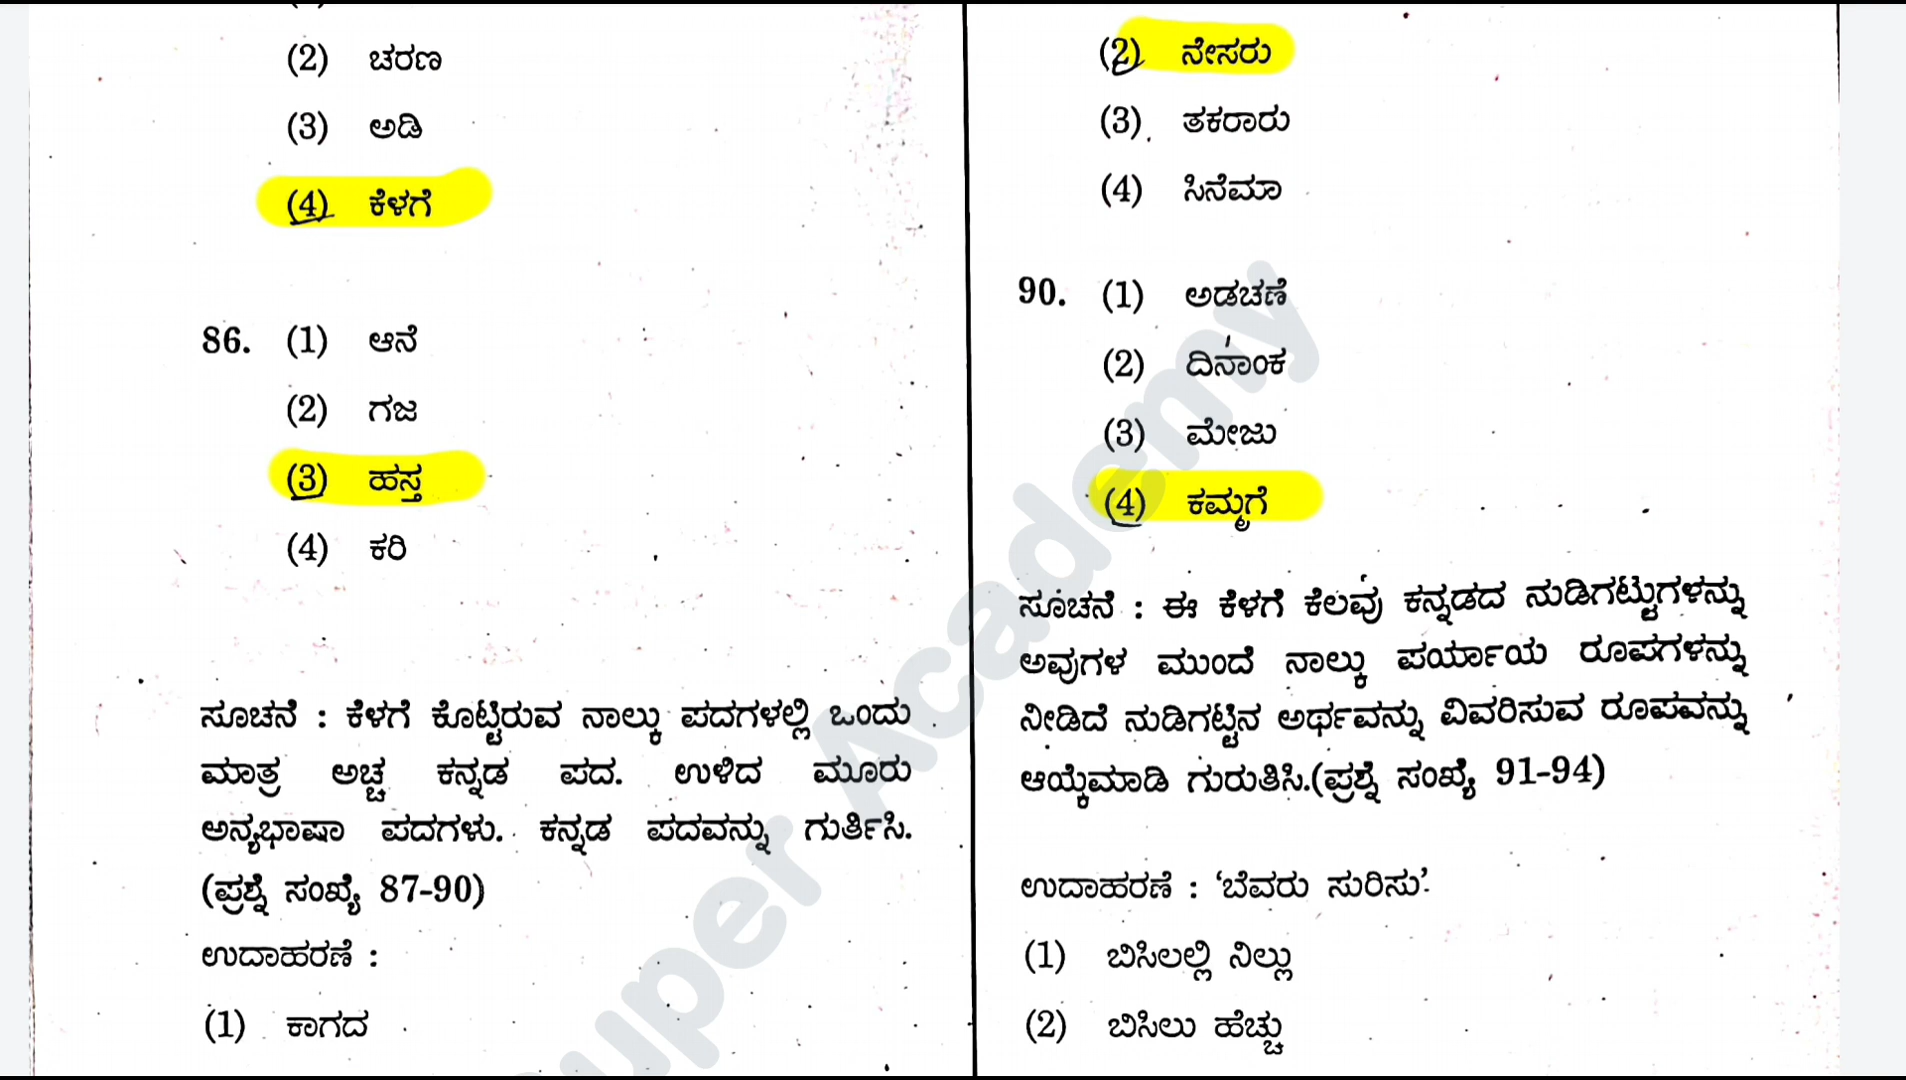 (2) ಚರಣ
(3) ಅಡಿ
(4) ಕೆಳಗೆ
86. (1) ಆನೆ
(2) ಗಜ
(3) ಹಸ್ತ
(4) ಕರಿ
ಸೂಚನೆ : ಕೆಳಗೆ ಕೊಟ್ಟಿರುವ ನಾಲ್ಕು ಪದಗಳಲ್ಲಿ ಒಂದು
ಮಾತ್ರ ಅಚ್ಚ ಕನ್ನಡ ಪದ. ಉಳಿದ ಮೂರು
ಅನ್ಯಭಾಷಾ ಪದಗಳು. ಕನ್ನಡ ಪದವನ್ನು ಗುರ್ತಿಸಿ.
(ಪ್ರಶ್ನೆ ಸಂಖ್ಯೆ 87-90)
ಉದಾಹರಣೆ :
(1) ಕಾಗದ
(2) ನೇಸರು
(3) ತಕರಾರು
(4) ಸಿನೆಮಾ
90. (1) ಅಡಚಣೆ
(2) ದಿನಾಂಕ
(3) ಮೇಜು
(4) ಕಮ್ಮಗೆ
ಸೂಚನೆ : ಈ ಕೆಳಗೆ ಕೆಲವು ಕನ್ನಡದ ನುಡಿಗಟ್ಟುಗಳನ್ನು
ಅವುಗಳ ಮುಂದೆ ನಾಲ್ಕು ಪರ್ಯಾಯ ರೂಪಗಳನ್ನು
ನೀಡಿದೆ ನುಡಿಗಟ್ಟಿನ ಅರ್ಥವನ್ನು ವಿವರಿಸುವ ರೂಪವನ್ನು
ಆಯ್ಕೆಮಾಡಿ ಗುರುತಿಸಿ.(ಪ್ರಶ್ನೆ ಸಂಖ್ಯೆ 91-94)
ಉದಾಹರಣೆ : ‘ಬೆವರು ಸುರಿಸು’.
(1) ಬಿಸಿಲಲ್ಲಿ ನಿಲ್ಲು
(2) ಬಿಸಿಲು ಹೆಚ್ಚು
uper Academy